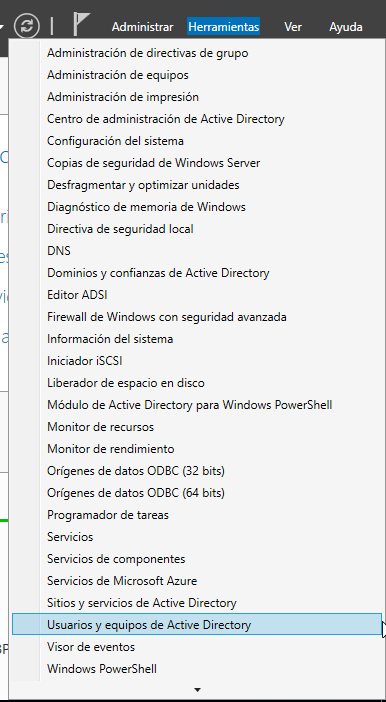 Administrar Herramientas Ver Ayuda
Administración de directivas de grupo
Administración de equipos
Administración de impresión
Centro de administración de Active Directory
Configuración del sistema
Copias de seguridad de Windows Server
Desfragmentar y optimizar unidades
Diagnóstico de memoria de Windows
Directiva de seguridad local
DNS
Dominios y confianzas de Active Directory
Editor ADSI
Firewall de Windows con seguridad avanzada
Información del sistema
Iniciador iSCSI
Liberador de espacio en disco
Módulo de Active Directory para Windows PowerShell
Monitor de recursos
Monitor de rendimiento
Orígenes de datos ODBC (32 bits)
Orígenes de datos ODBC (64 bits)
Programador de tareas
Servicios
Servicios de componentes
Servicios de Microsoft Azure
Sitios y servicios de Active Directory
Usuarios y equipos de Active Directory
Visor de eventos
Windows PowerShell